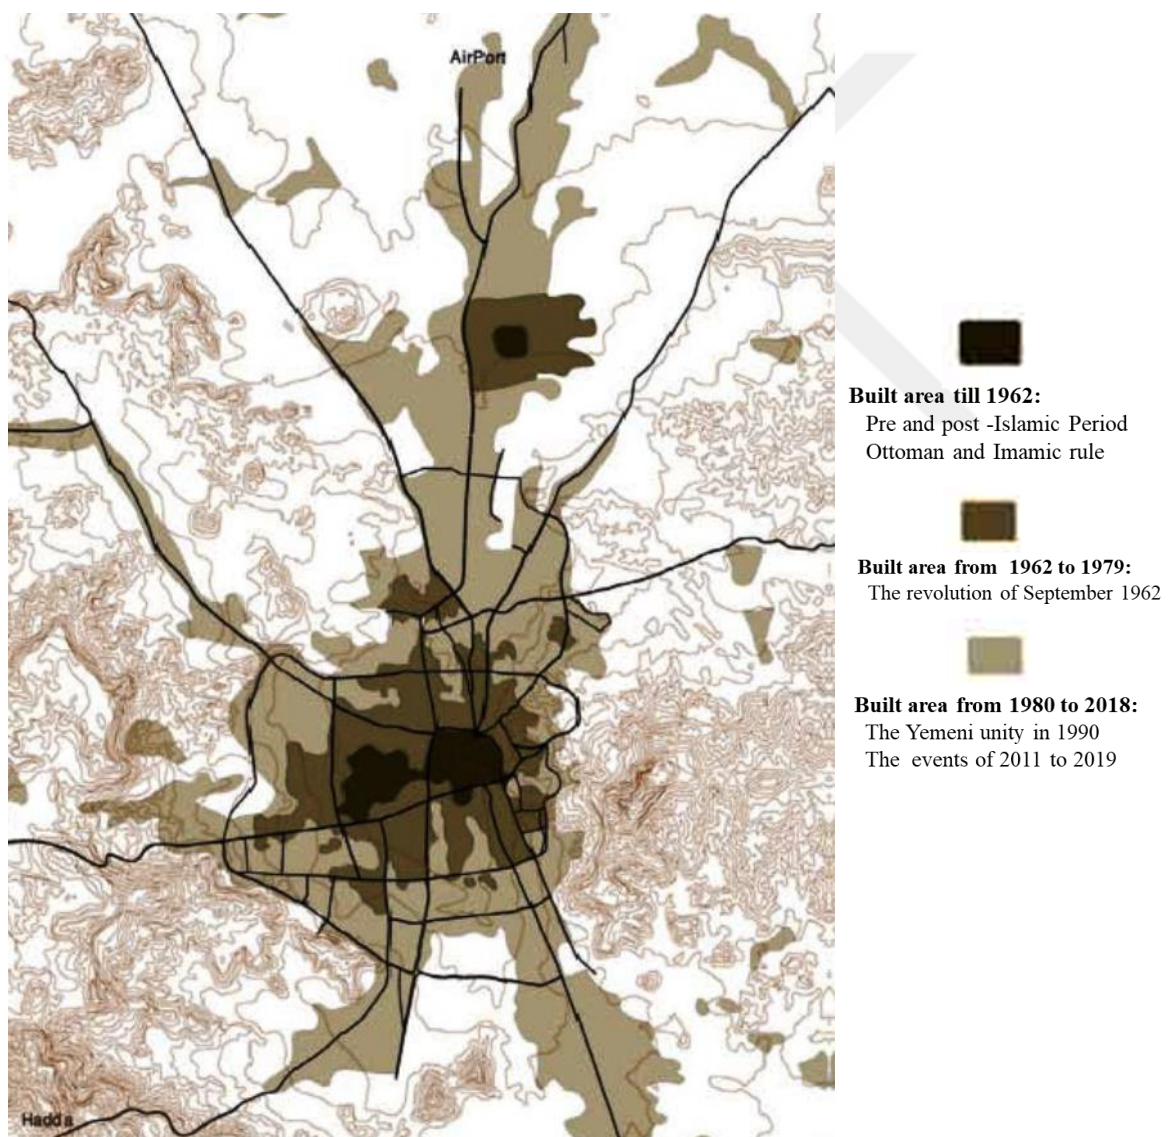 AirPort
Hadda
Built area till 1962:
Pre and post -Islamic Period
Ottoman and Imamic rule
Built area from 1962 to 1979:
The revolution of September 1962
Built area from 1980 to 2018:
The Yemeni unity in 1990
The events of 2011 to 2019